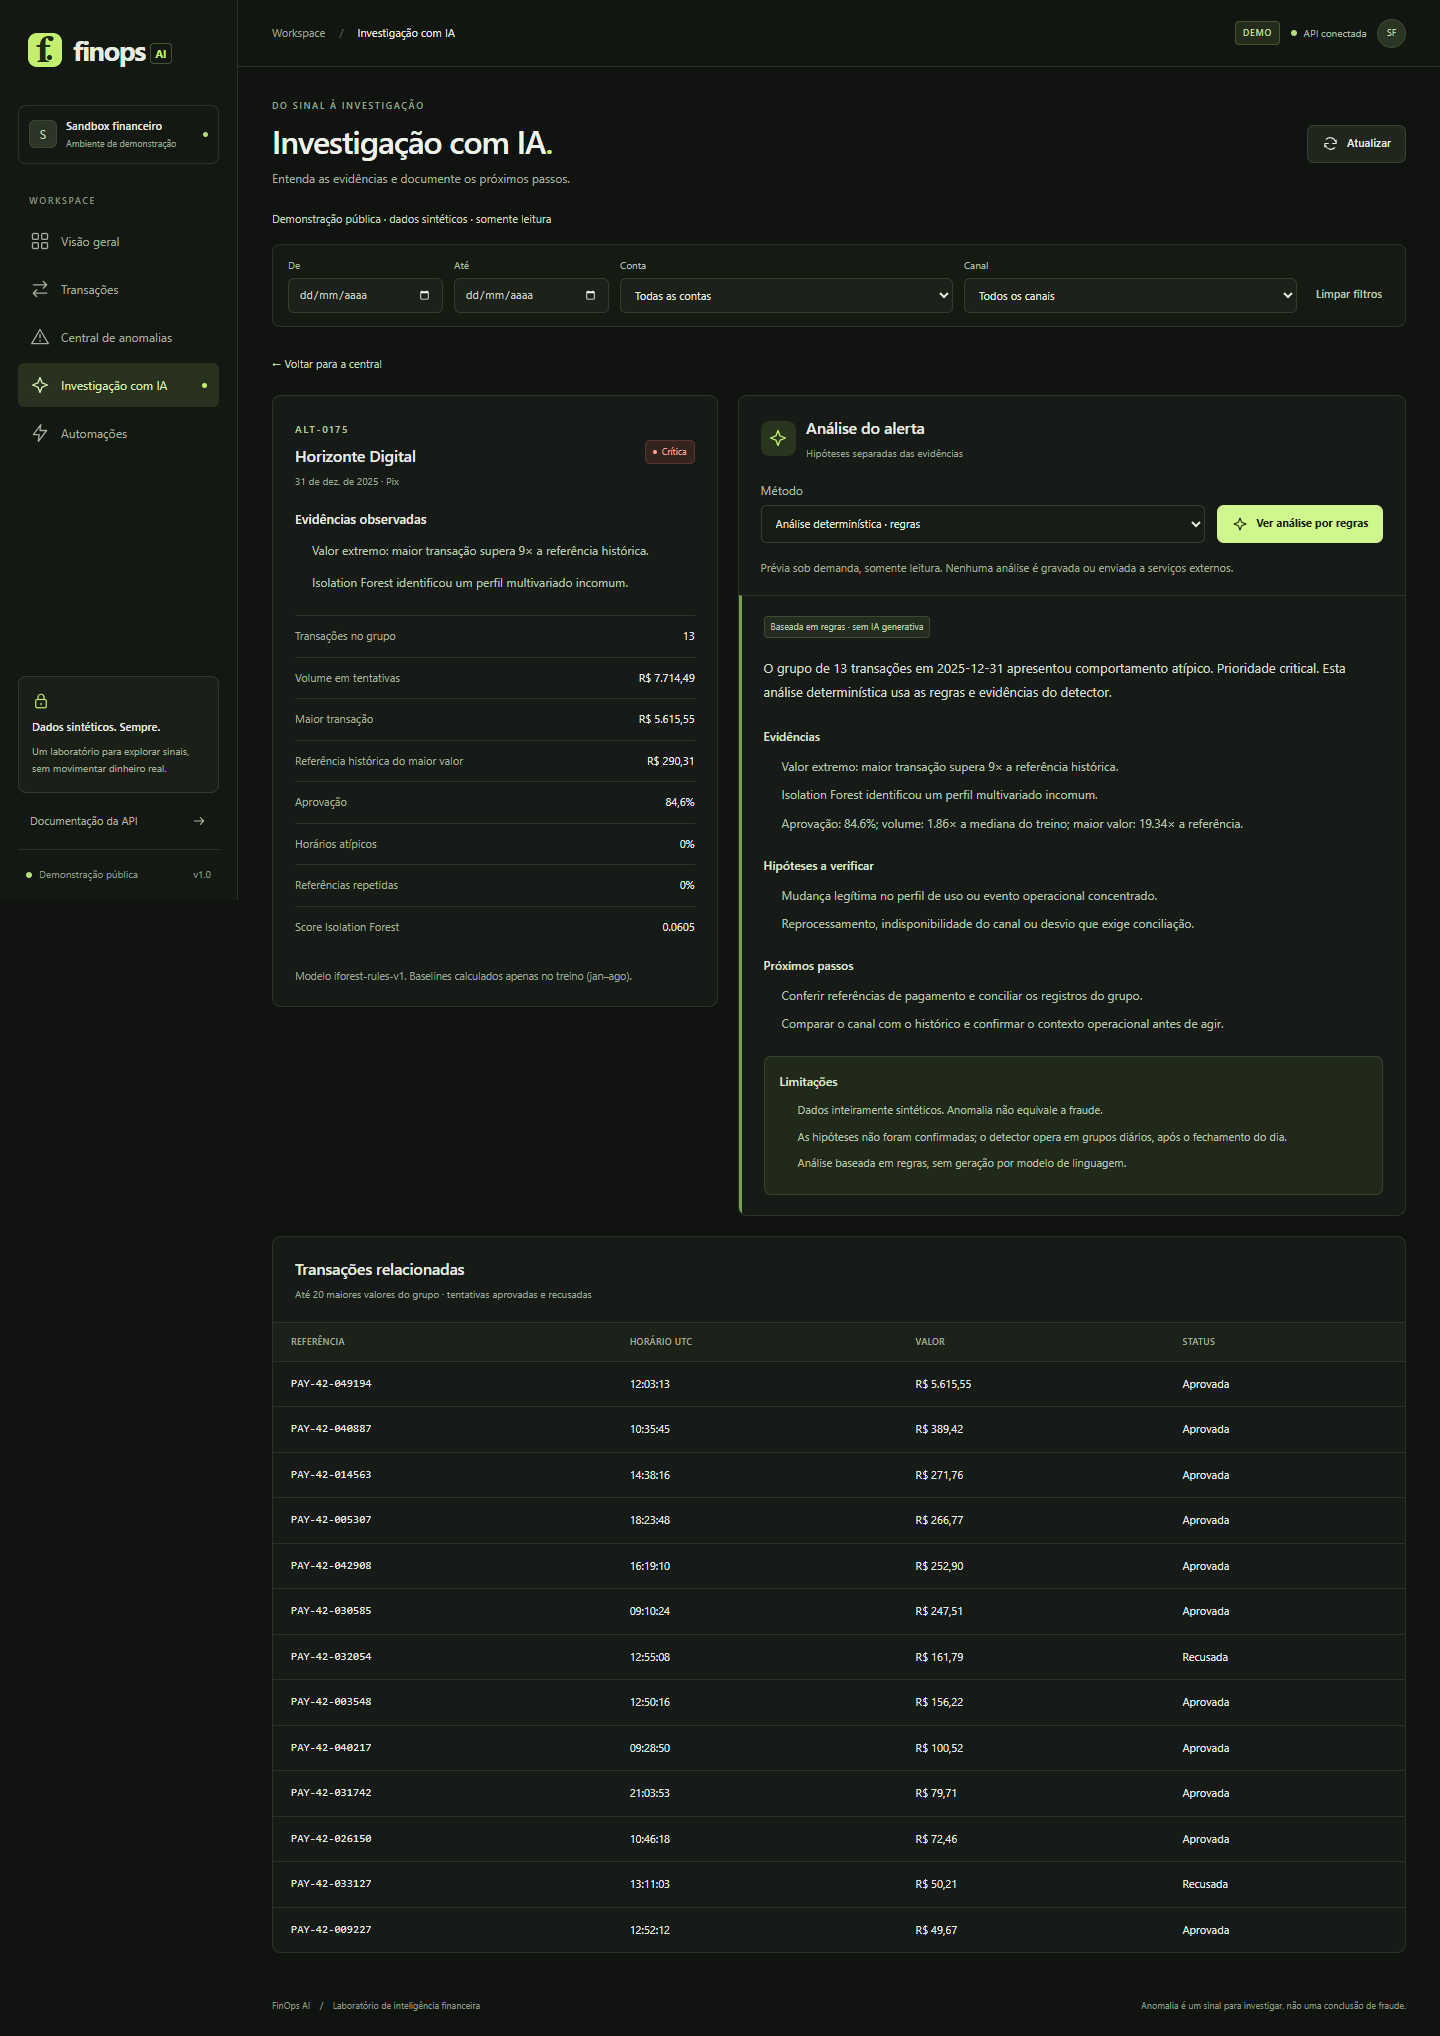 f. finops AI
S
Sandbox financeiro
Ambiente de demonstração
WORKSPACE
Visão geral
Transações
Central de anomalias
Investigação com IA
Automações
Dados sintéticos. Sempre.
Um laboratório para explorar sinais,
sem movimentar dinheiro real.
Documentação da API →
Demonstração pública v1.0
Workspace / Investigação com IA
DEMO API conectada SF
DO SINAL À INVESTIGAÇÃO
Investigação com IA.
Entenda as evidências e documente os próximos passos.
Atualizar
Demonstração pública · dados sintéticos · somente leitura
De Até Conta Canal
dd/mm/aaaa dd/mm/aaaa Todas as contas Todos os canais Limpar filtros
← Voltar para a central
ALT-0175
Horizonte Digital
Crítica
31 de dez. de 2025 · Pix
Evidências observadas
Valor extremo: maior transação supera 9× a referência histórica.
Isolation Forest identificou um perfil multivariado incomum.
Transações no grupo 13
Volume em tentativas R$ 7.714,49
Maior transação R$ 5.615,55
Referência histórica do maior valor R$ 290,31
Aprovação 84,6%
Horários atípicos 0%
Referências repetidas 0%
Score Isolation Forest 0.0605
Modelo iforest-rules-v1. Baselines calculados apenas no treino (jan–ago).
Análise do alerta
Hipóteses separadas das evidências
Método
Análise determinística · regras
Ver análise por regras
Prévia sob demanda, somente leitura. Nenhuma análise é gravada ou enviada a serviços externos.
Baseada em regras · sem IA generativa
O grupo de 13 transações em 2025-12-31 apresentou comportamento atípico. Prioridade critical. Esta
análise determinística usa as regras e evidências do detector.
Evidências
Valor extremo: maior transação supera 9× a referência histórica.
Isolation Forest identificou um perfil multivariado incomum.
Aprovação: 84.6%; volume: 1.86× a mediana do treino; maior valor: 19.34× a referência.
Hipóteses a verificar
Mudança legítima no perfil de uso ou evento operacional concentrado.
Reprocessamento, indisponibilidade do canal ou desvio que exige conciliação.
Próximos passos
Conferir referências de pagamento e conciliar os registros do grupo.
Comparar o canal com o histórico e confirmar o contexto operacional antes de agir.
Limitações
Dados inteiramente sintéticos. Anomalia não equivale a fraude.
As hipóteses não foram confirmadas; o detector opera em grupos diários, após o fechamento do dia.
Análise baseada em regras, sem geração por modelo de linguagem.
Transações relacionadas
Até 20 maiores valores do grupo · tentativas aprovadas e recusadas
REFERÊNCIA HORÁRIO UTC VALOR STATUS
PAY-42-049194 12:03:13 R$ 5.615,55 Aprovada
PAY-42-040887 10:35:45 R$ 389,42 Aprovada
PAY-42-014563 14:38:16 R$ 271,76 Aprovada
PAY-42-005307 18:23:48 R$ 266,77 Aprovada
PAY-42-042908 16:19:10 R$ 252,90 Aprovada
PAY-42-030585 09:10:24 R$ 247,51 Aprovada
PAY-42-032054 12:55:08 R$ 161,79 Recusada
PAY-42-003548 12:50:16 R$ 156,22 Aprovada
PAY-42-040217 09:28:50 R$ 100,52 Aprovada
PAY-42-031742 21:03:53 R$ 79,71 Aprovada
PAY-42-026150 10:46:18 R$ 72,46 Aprovada
PAY-42-033127 13:11:03 R$ 50,21 Recusada
PAY-42-009227 12:52:12 R$ 49,67 Aprovada
FinOps AI / Laboratório de inteligência financeira
Anomalia é um sinal para investigar, não uma conclusão de fraude.